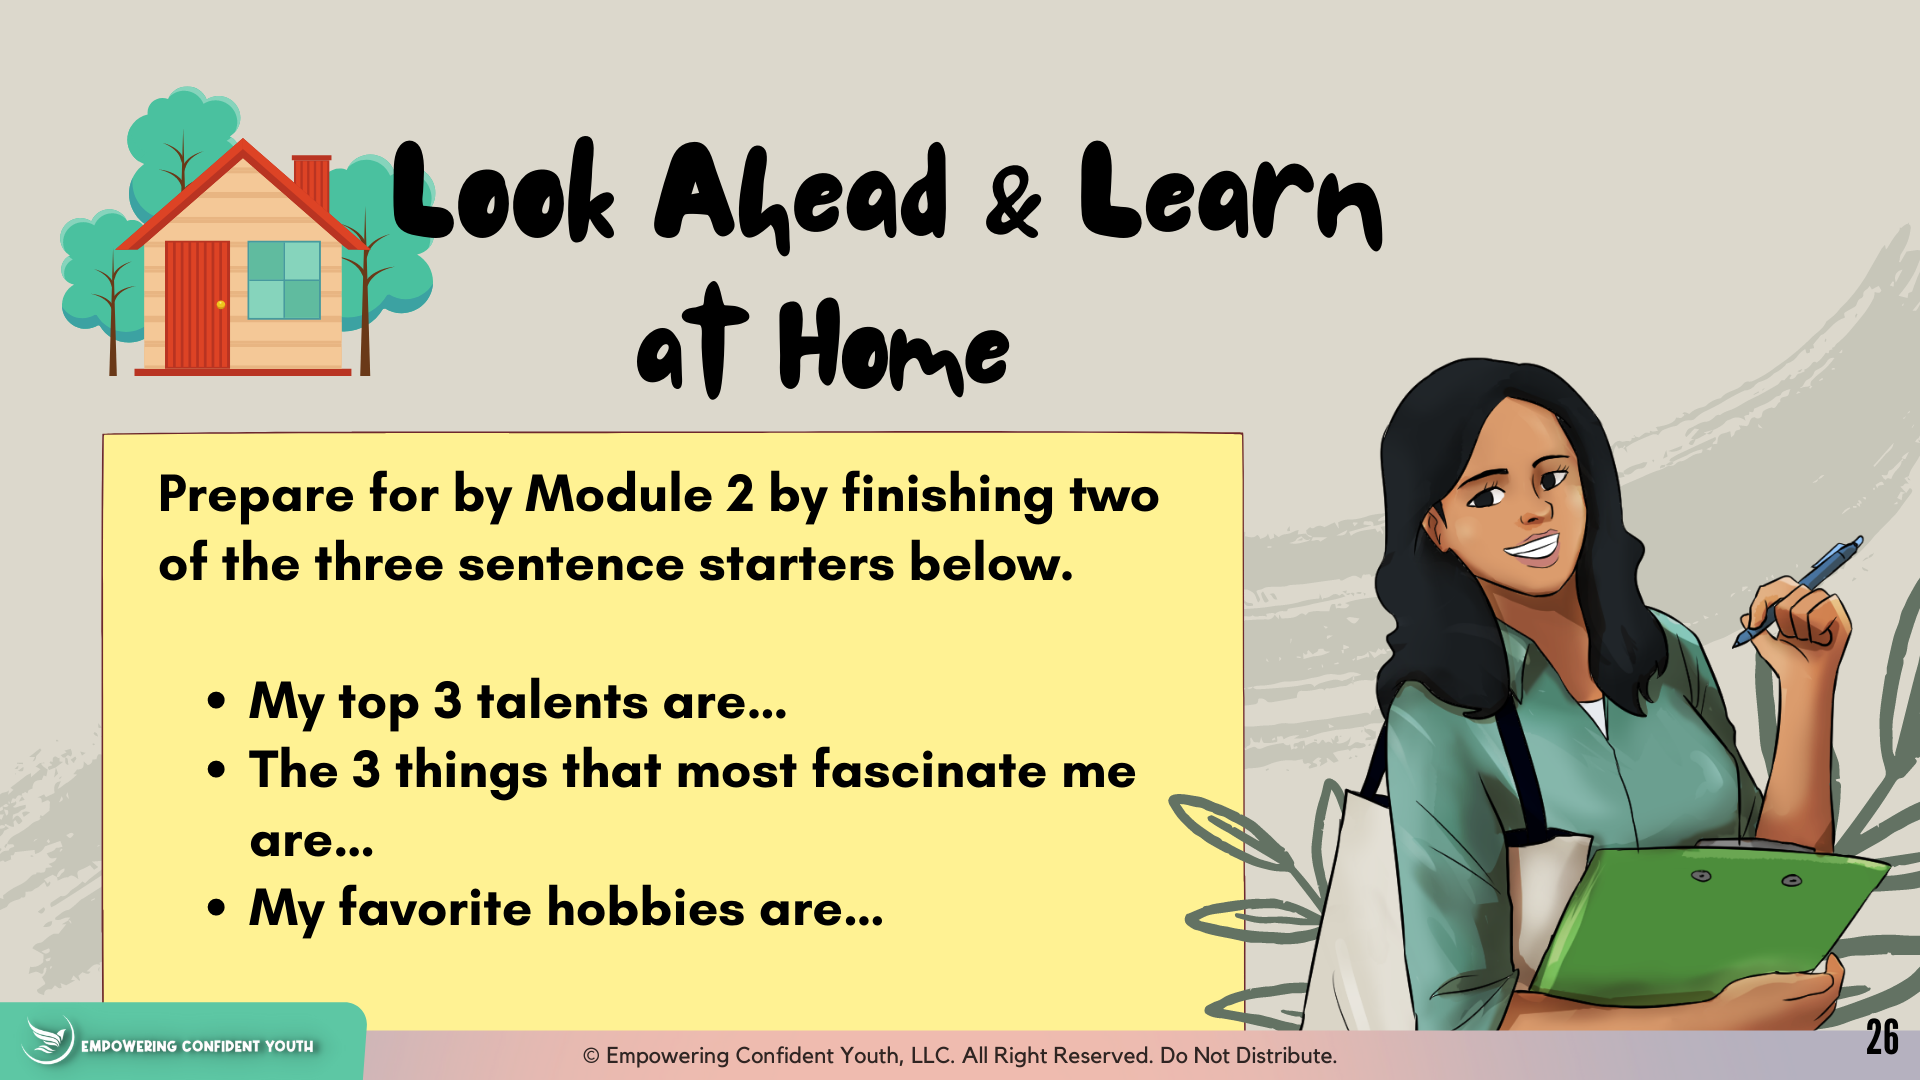 Look Ahead & Learn
at Home
Prepare for by Module 2 by finishing two
of the three sentence starters below.
• My top 3 talents are...
• The 3 things that most fascinate me
are...
• My favorite hobbies are...
EMPOWERING CONFIDENT YOUTH
© Empowering Confident Youth, LLC. All Right Reserved. Do Not Distribute.
26